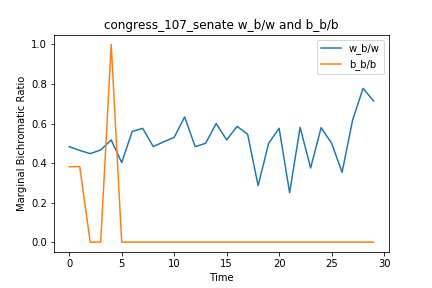 congress_107_senate w_b/w and b_b/b
w_b/w
b_b/b
Marginal Bichromatic Ratio
1.0
0.8
0.6
0.4
0.2
0.0
0 5 10 15 20 25 30
Time